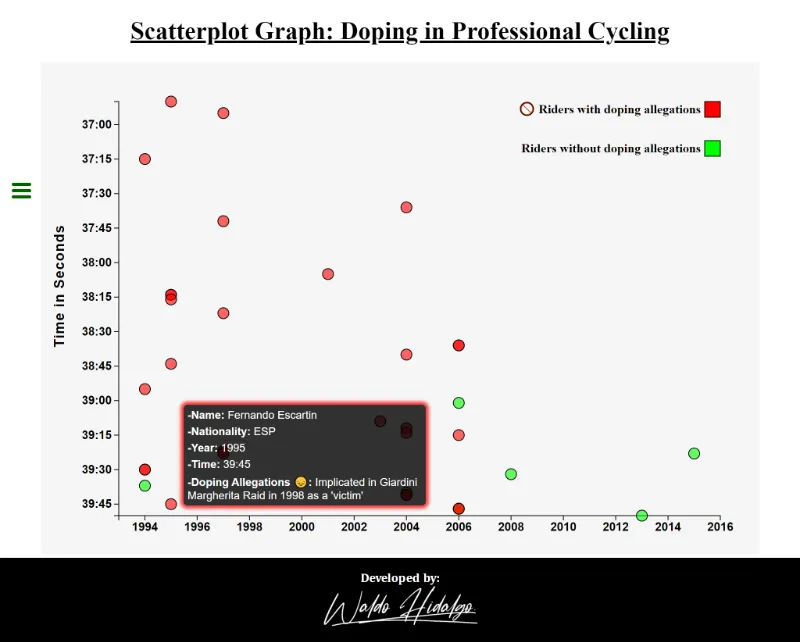 Scatterplot Graph: Doping in Professional Cycling
Riders with doping allegations
Riders without doping allegations
Time in Seconds
37:00
37:15
37:30
37:45
38:00
38:15
38:30
38:45
39:00
39:15
39:30
39:45
-Name: Fernando Escartin
-Nationality: ESP
-Year: 1995
-Time: 39:45
-Doping Allegations 😞 : Implicated in Giardini
Margherita Raid in 1998 as a 'victim'
1994 1996 1998 2000 2002 2004 2006 2008 2010 2012 2014 2016
Developed by:
Waldo Hidalgo